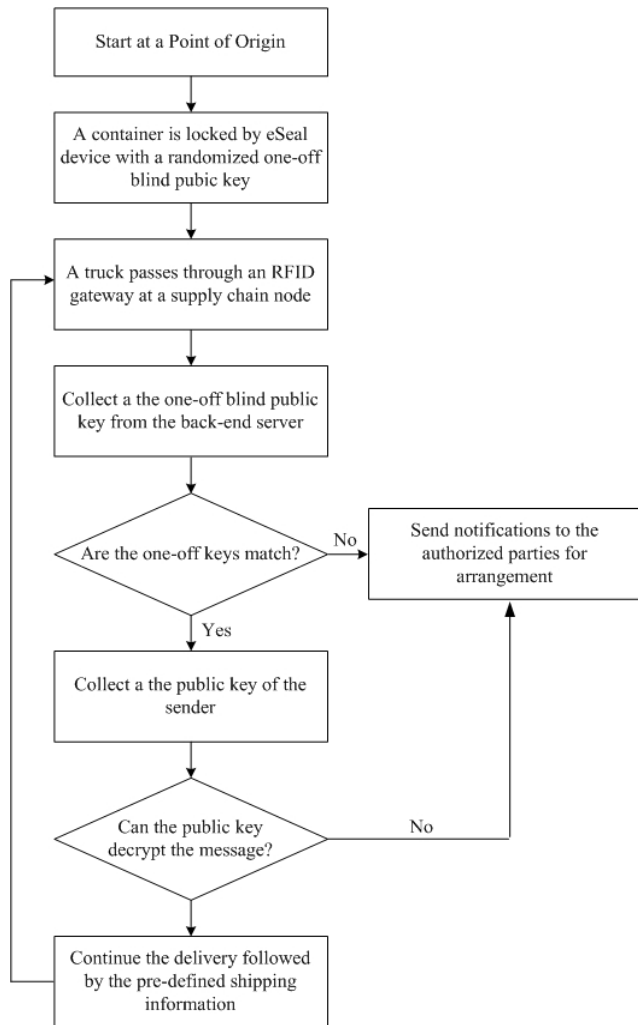 Start at a Point of Origin
A container is locked by eSeal
device with a randomized one-off
blind pubic key
A truck passes through an RFID
gateway at a supply chain node
Collect a the one-off blind public
key from the back-end server
Are the one-off keys match?
No
Send notifications to the
authorized parties for
arrangement
Yes
Collect a the public key of the
sender
Can the public key
decrypt the message?
No
Continue the delivery followed
by the pre-defined shipping
information